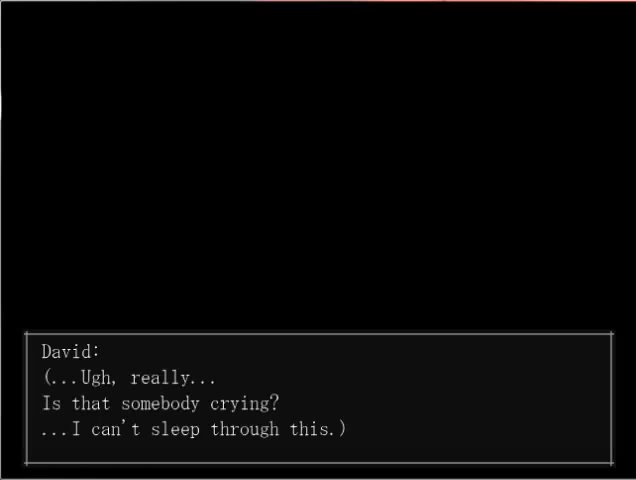 David:
(...Ugh, really...
Is that somebody crying?
...I can't sleep through this.)